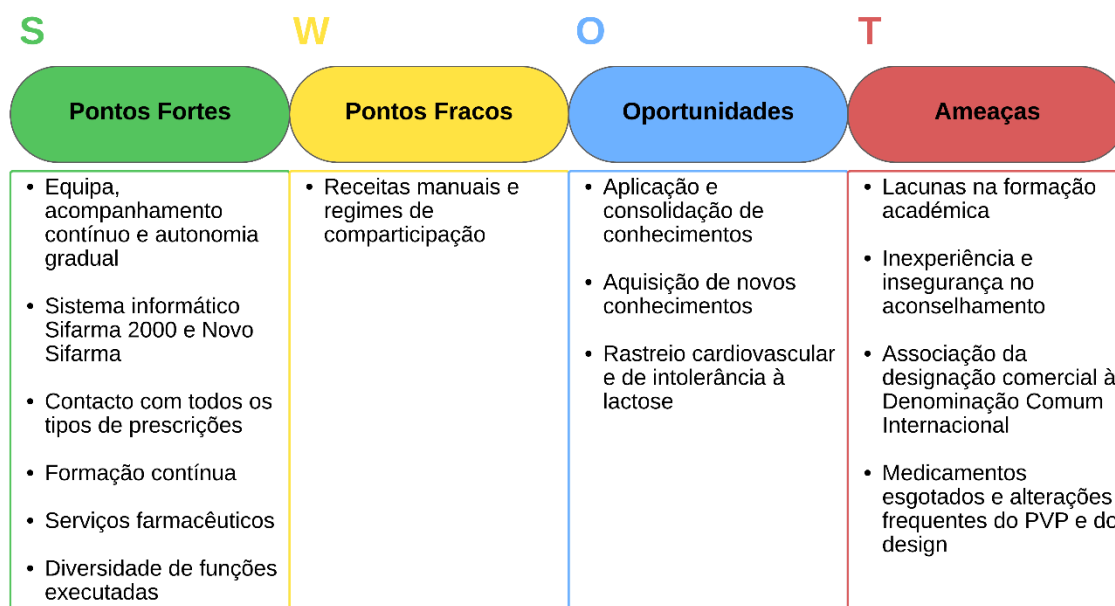 S
W
O
T
Pontos Fortes
Pontos Fracos
Oportunidades
Ameaças
• Equipa,
acompanhamento
contínuo e autonomia
gradual
• Sistema informático
Sifarma 2000 e Novo
Sifarma
• Contacto com todos os
tipos de prescrições
• Formação contínua
• Serviços farmacêuticos
• Diversidade de funções
executadas
• Receitas manuais e
regimes de
comparticipação
• Aplicação e
consolidação de
conhecimentos
• Aquisição de novos
conhecimentos
• Rastreio cardiovascular
e de intolerância à
lactose
• Lacunas na formação
académica
• Inexperiência e
insegurança no
aconselhamento
• Associação da
designação comercial à
Denominação Comum
Internacional
• Medicamentos
esgotados e alterações
frequentes do PVP e do
design